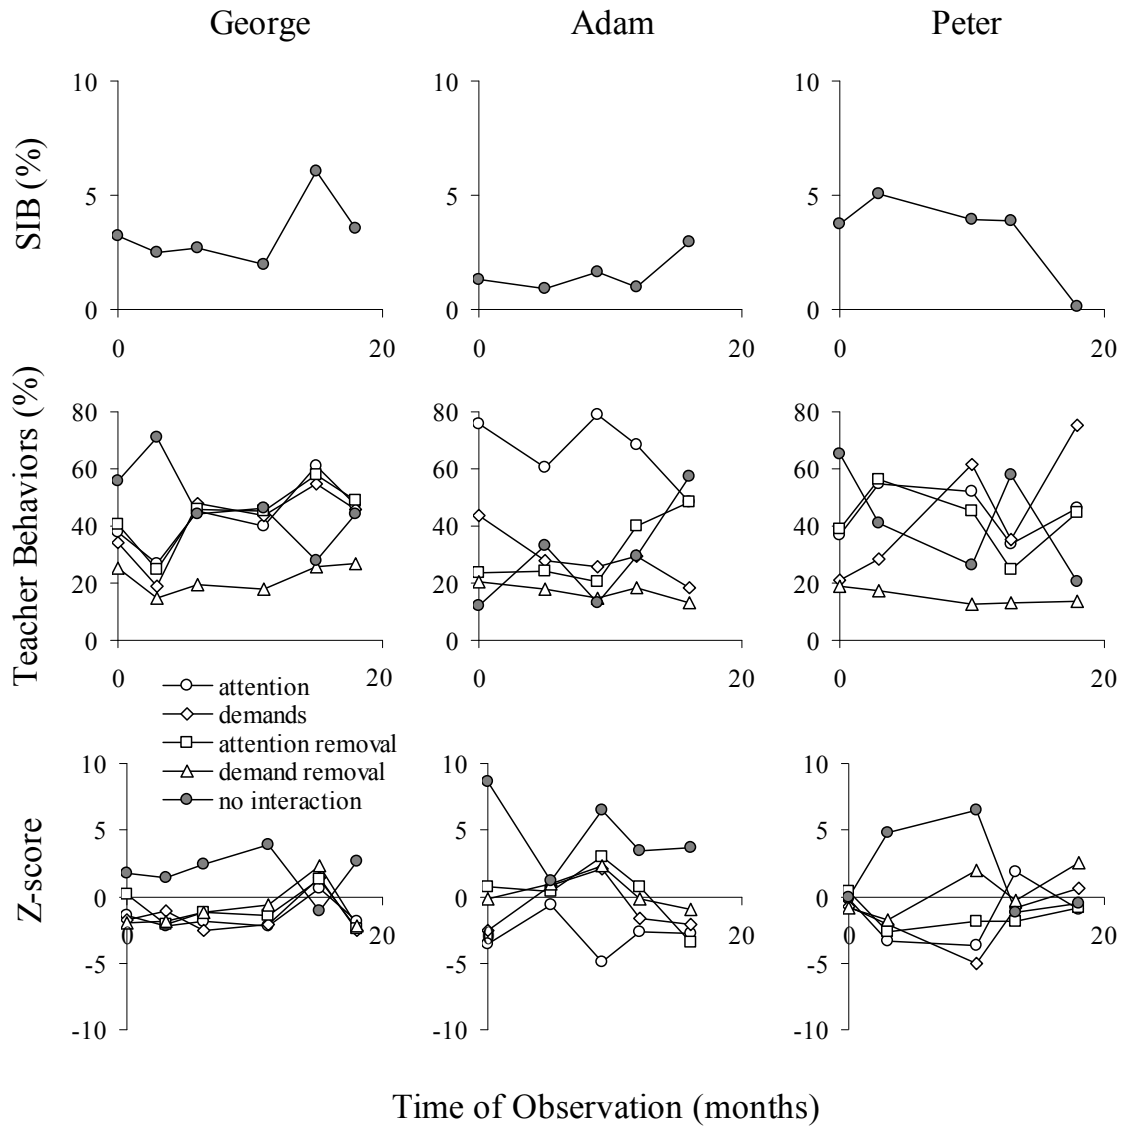 George Adam Peter
SIB (%)
10 10 10
5 5 5
0 0 0
0 20 0 20 0 20
Teacher Behaviors (%)
80 80 80
60 60 60
40 40 40
20 20 20
0 0 0
0 20 0 20 0 20
attention
demands
attention removal
demand removal
no interaction
Z-score
10 10 10
5 5 5
0 0 0
0 20 0 20 0 20
-5 -5 -5
-10 -10 -10
Time of Observation (months)